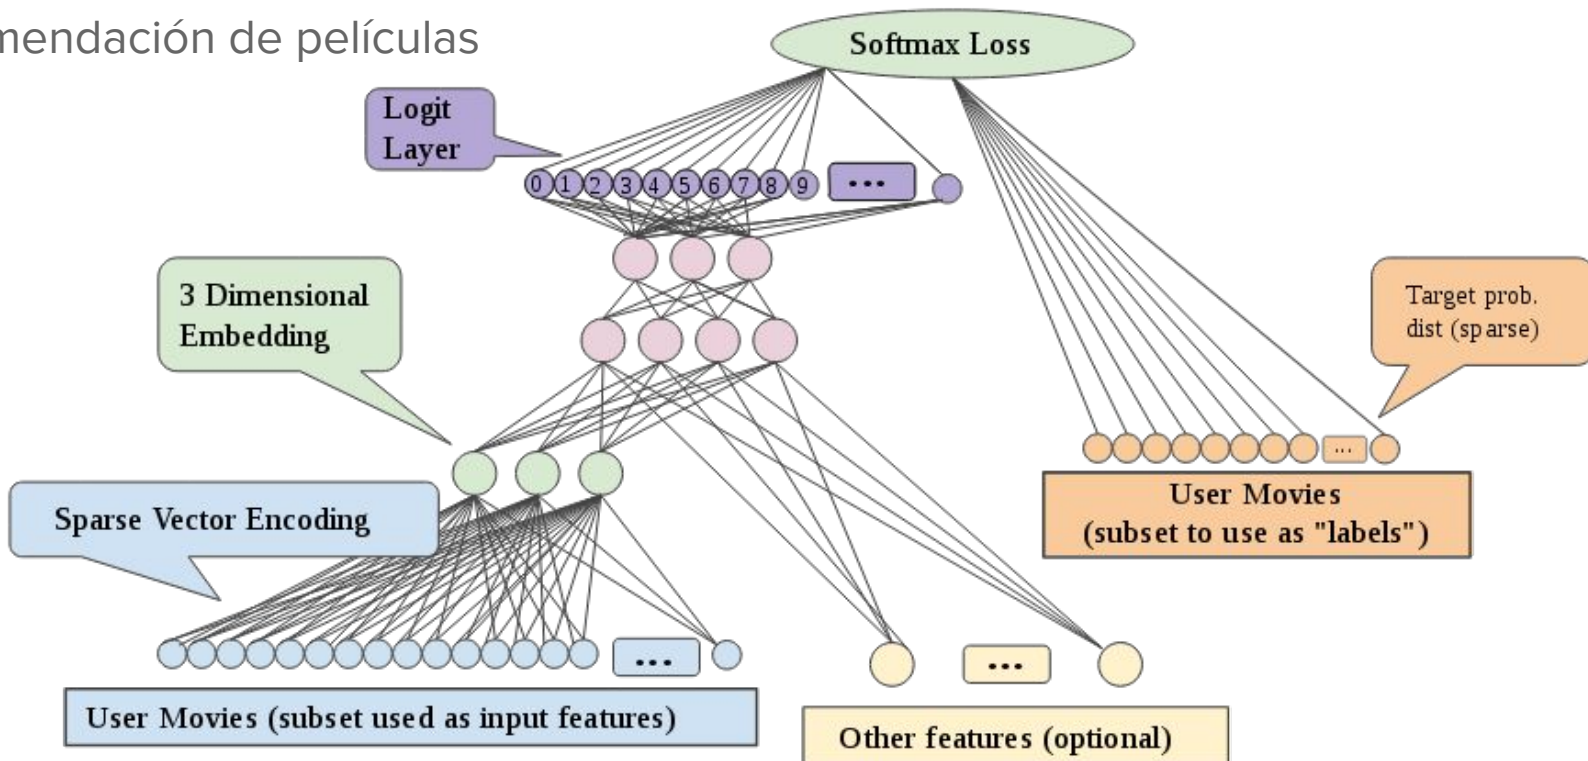 mendación de películas
Softmax Loss
Logit
Layer
0 1 2 3 4 5 6 7 8 9 ...
3 Dimensional
Embedding
Target prob.
dist (sparse)
...
User Movies
(subset to use as "labels")
Sparse Vector Encoding
...
...
User Movies (subset used as input features)
Other features (optional)